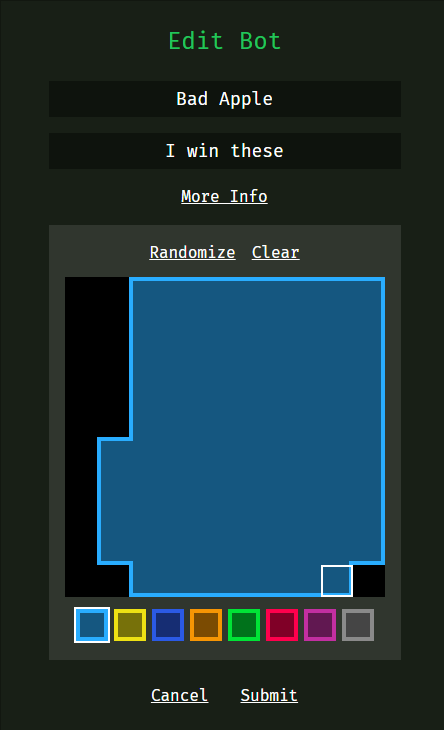 Edit Bot
Bad Apple
I win these
More Info
Randomize Clear
Cancel Submit